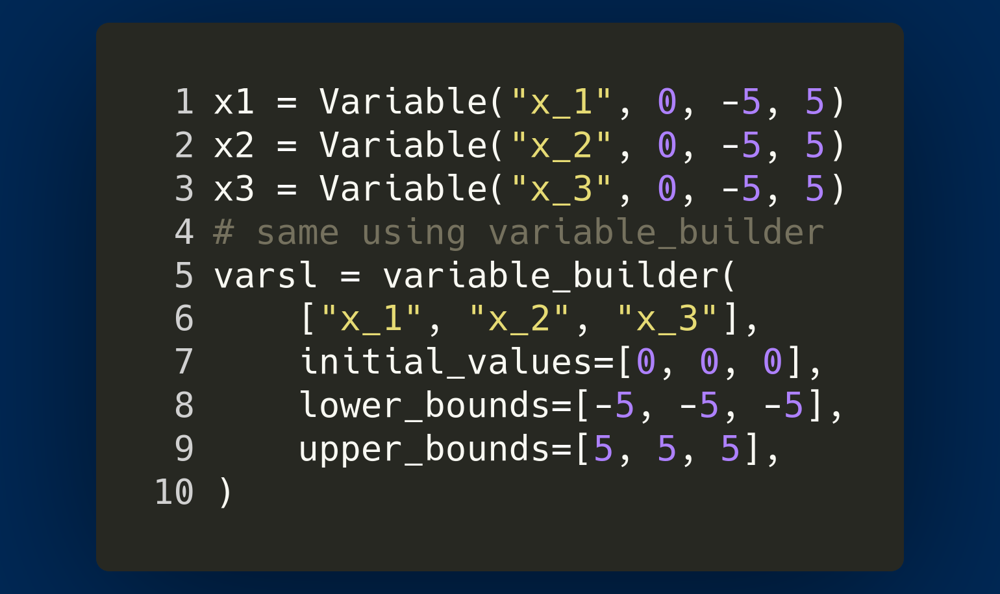 1 x1 = Variable("x_1", 0, -5, 5)
2 x2 = Variable("x_2", 0, -5, 5)
3 x3 = Variable("x_3", 0, -5, 5)
4 # same using variable_builder
5 varsl = variable_builder(
6     ["x_1", "x_2", "x_3"],
7     initial_values=[0, 0, 0],
8     lower_bounds=[-5, -5, -5],
9     upper_bounds=[5, 5, 5],
10 )